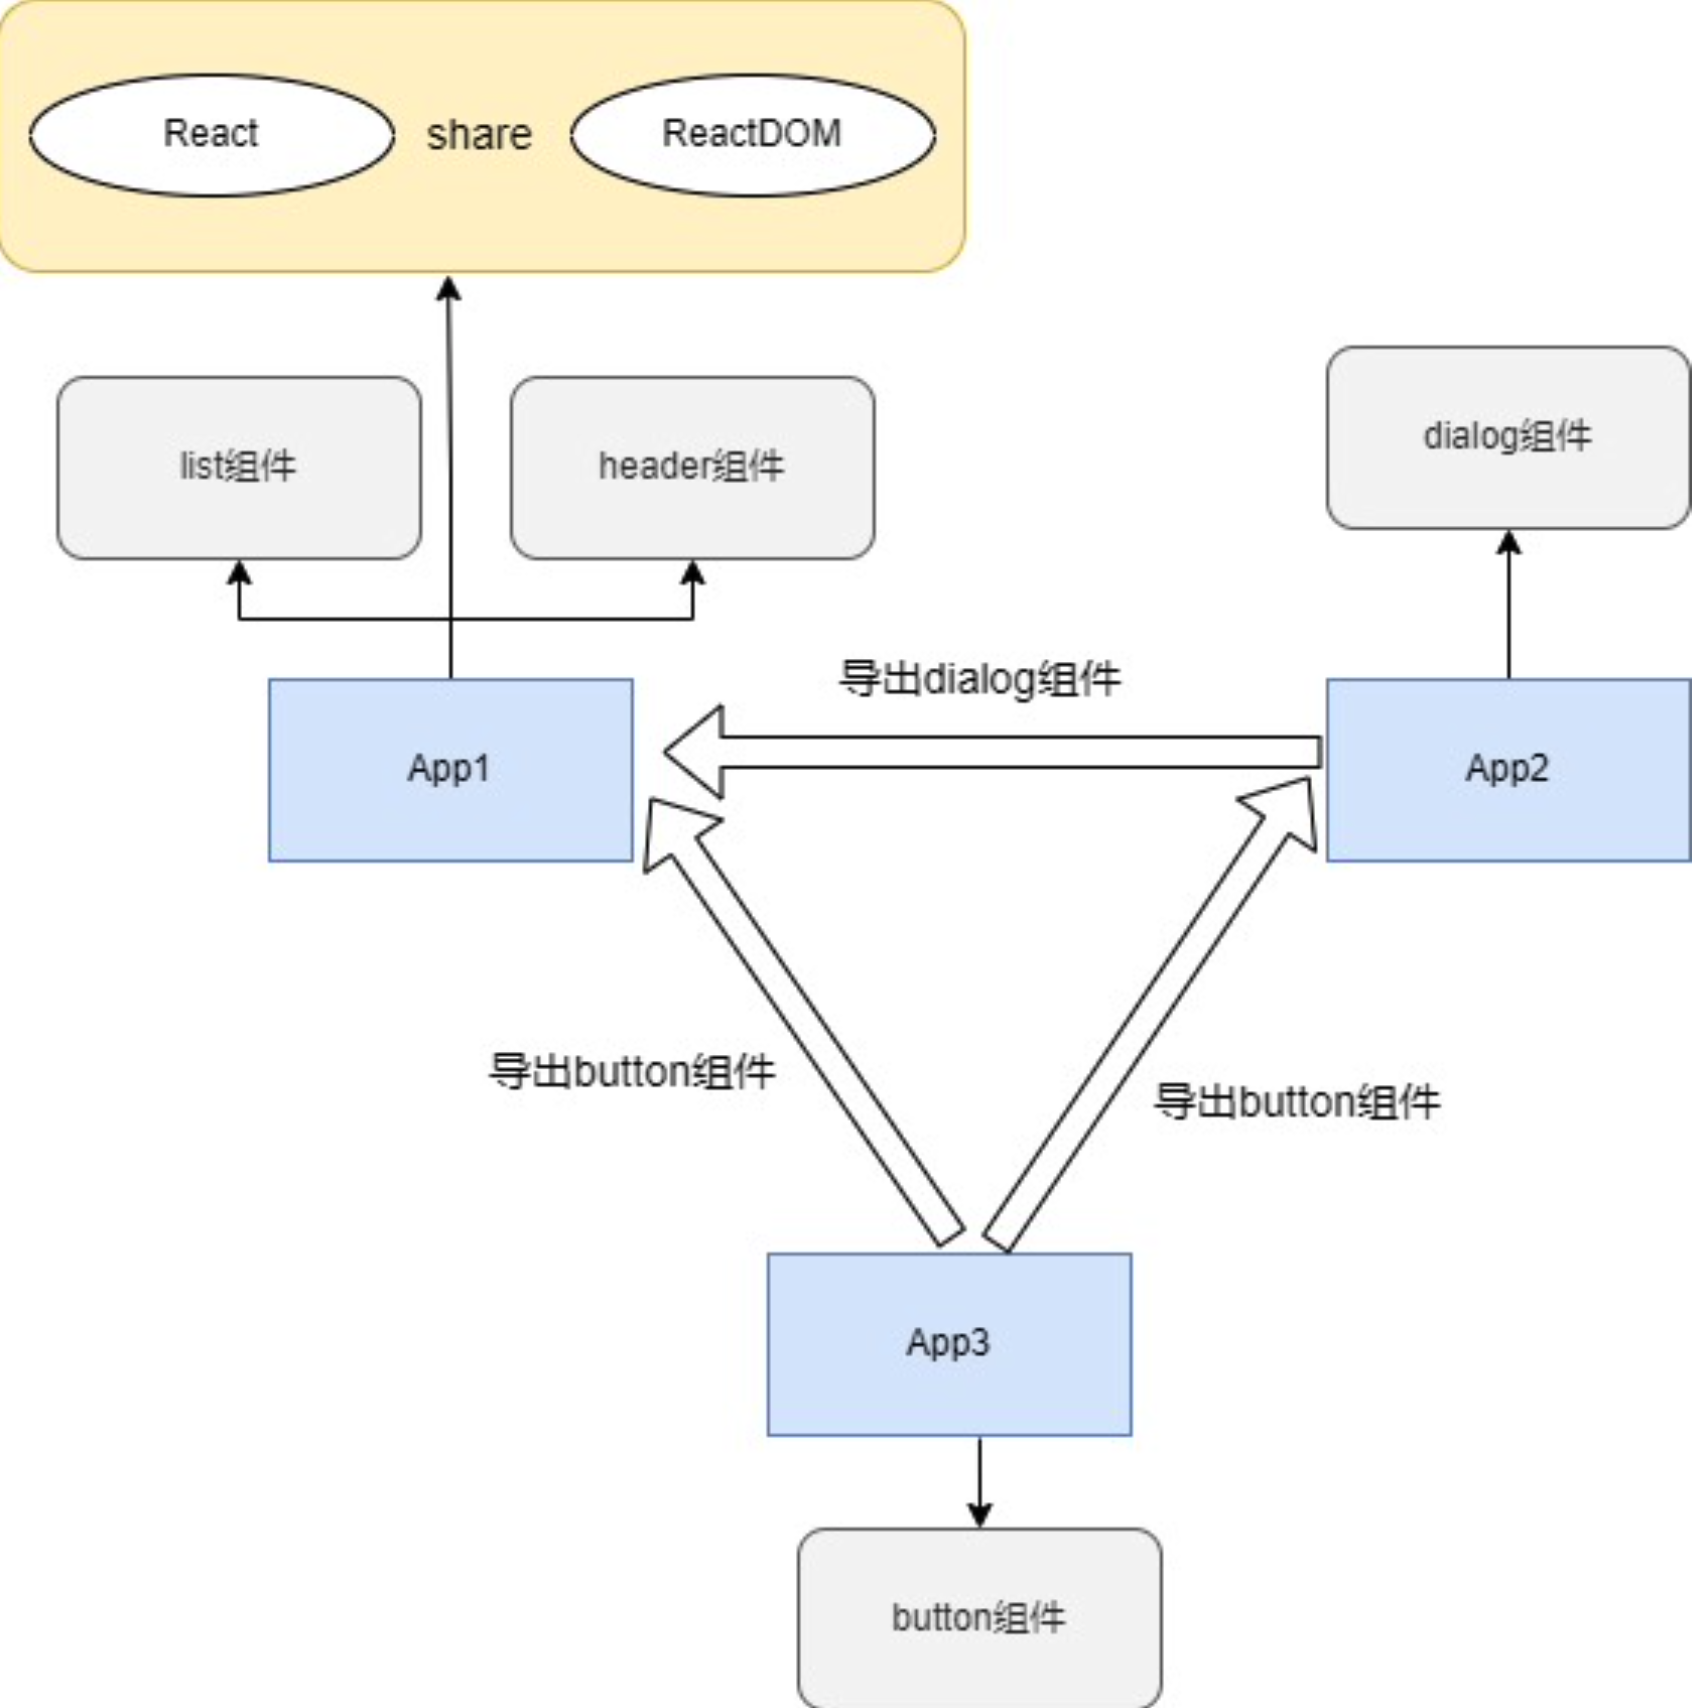 React
share
ReactDOM
list组件
header组件
dialog组件
导出dialog组件
App1
App2
导出button组件
导出button组件
App3
button组件